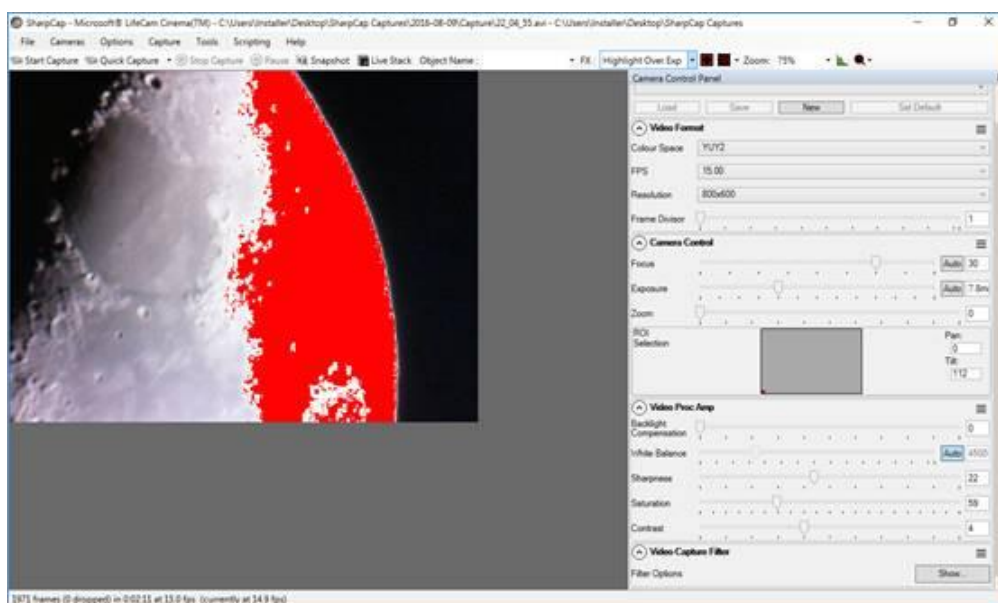 SharpCap - Microsoft® LifeCam Cinema(TM) - C:\Users\Installer\Desktop\SharpCap Captures\2016-08-09\Capture\22_04_55.avi - C:\Users\Installer\Desktop\SharpCap Captures
File Cameras Options Capture Tools Scripting Help
Start Capture Quick Capture Stop Capture Pause Snapshot Live Stack Object Name : FX : Highlight Over Exp Zoom: 75%
Camera Control Panel
Load Save New Set Default
Video Format
Colour Space YUY2
FPS 15.00
Resolution 800x600
Frame Divisor 1
Camera Control
Focus Auto 30
Exposure Auto 7.8m
Zoom 0
ROI Pan:
Selection 0
Tilt:
112
Video Proc Amp
Backlight
Compensation 0
White Balance Auto 4500
Sharpness 22
Saturation 59
Contrast 4
Video Capture Filter
Filter Options Show...
1971 frames (0 dropped) in 0:02:11 at 15.0 fps (currently at 14.9 fps)